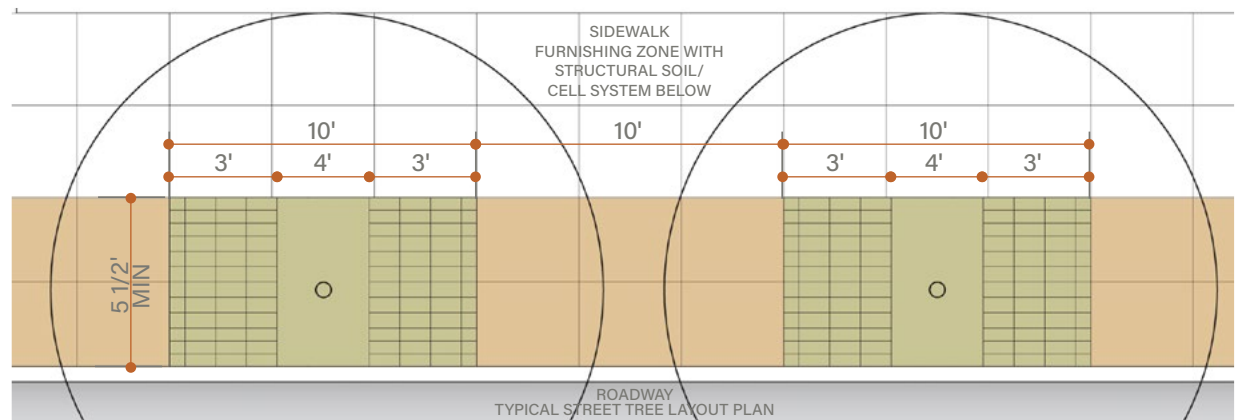 SIDEWALK
FURNISHING ZONE WITH
STRUCTURAL SOIL/
CELL SYSTEM BELOW
10' 10' 10'
3' 4' 3' 3' 4' 3'
5 1/2'
MIN
ROADWAY
TYPICAL STREET TREE LAYOUT PLAN